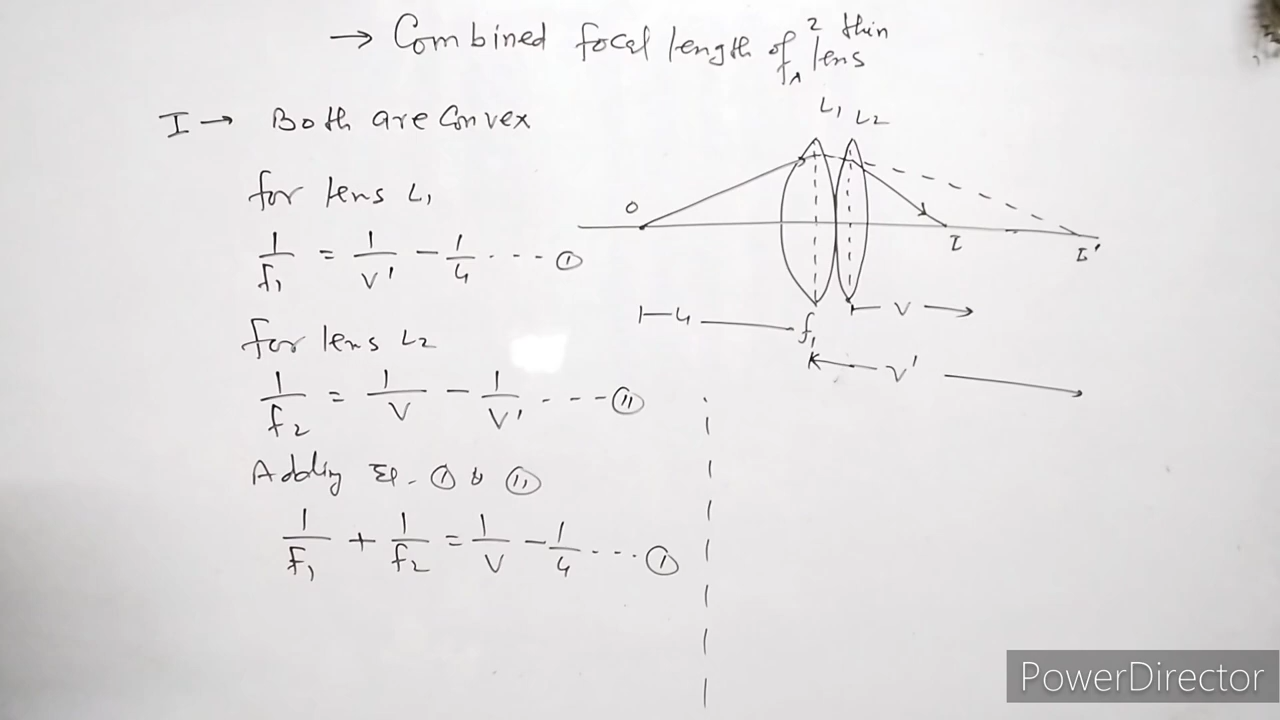 → Combined focal length of 2 thin lens
I → Both are Convex
L₁ L₂
for lens L₁
O
1/f₁ = 1/v' - 1/u ---- ①
I
I'
u
v
f₁
for lens L₂
v'
1/f₂ = 1/v - 1/v' ---- ⑪
Adding Eq. ① & ⑪
1/f₁ + 1/f₂ = 1/v - 1/u ---- ①
PowerDirector